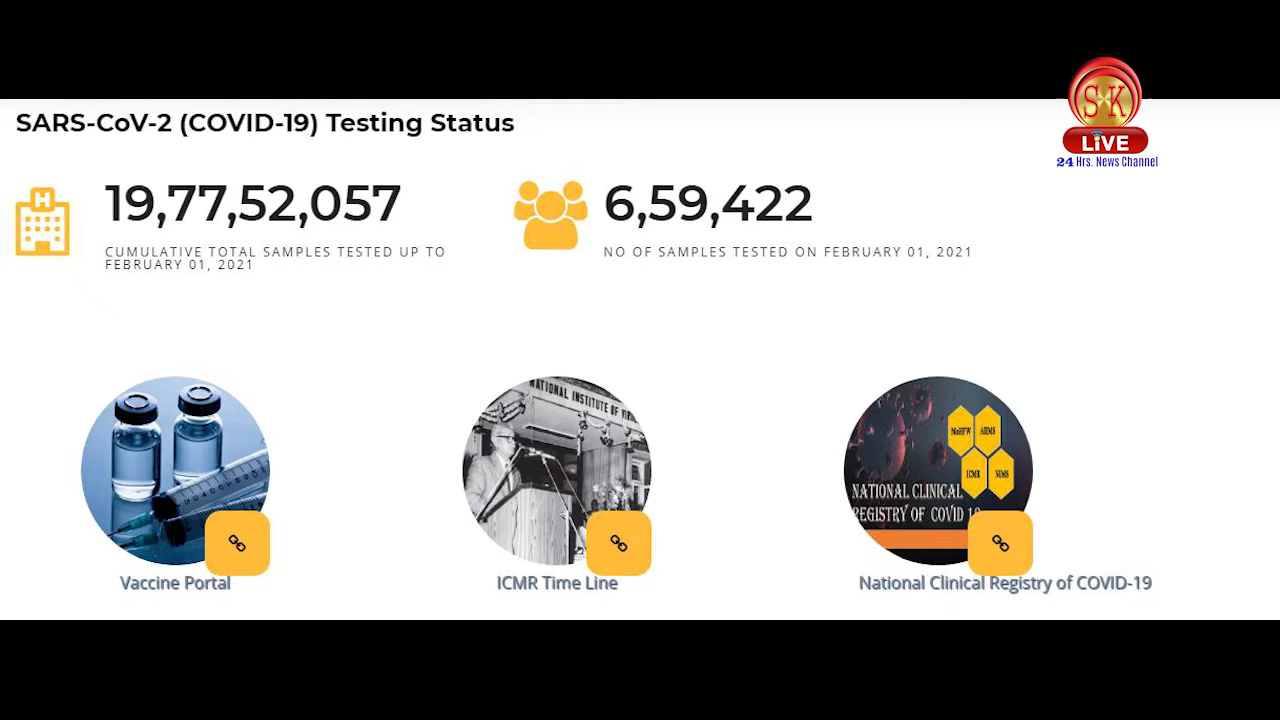 SK
LiVE
24 Hrs. News Channel
SARS-CoV-2 (COVID-19) Testing Status
19,77,52,057
6,59,422
CUMULATIVE TOTAL SAMPLES TESTED UP TO
FEBRUARY 01, 2021
NO OF SAMPLES TESTED ON FEBRUARY 01, 2021
NATIONAL INSTITUTE OF VI
MoHFW
AIIMS
ICMR
NIMS
NATIONAL CLINICAL
REGISTRY OF COVID 19
Vaccine Portal
ICMR Time Line
National Clinical Registry of COVID-19